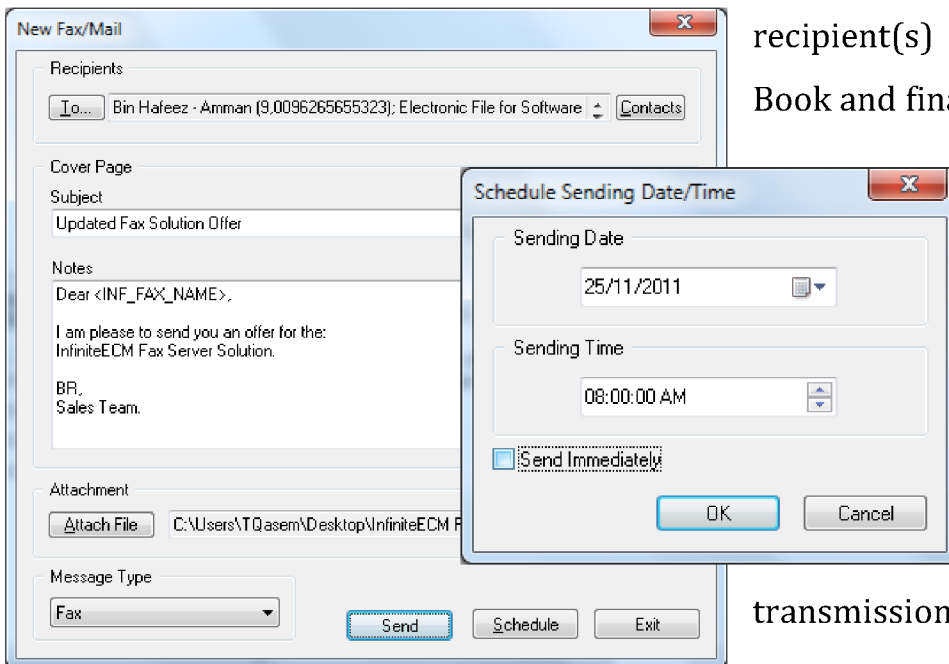 New Fax/Mail
Recipients
To... Bin Hafeez - Amman (9,0096265655323); Electronic File for Software Contacts
Cover Page
Subject
Updated Fax Solution Offer
Notes
Dear <INF_FAX_NAME>,
I am please to send you an offer for the:
InfiniteECM Fax Server Solution.
BR,
Sales Team.
Attachment
Attach File C:\Users\TQasem\Desktop\InfiniteECM
Message Type
Fax
Send Schedule Exit
Schedule Sending Date/Time
Sending Date
25/11/2011
Sending Time
08:00:00 AM
Send Immediately
OK Cancel
recipient(s)
Book and
transmission